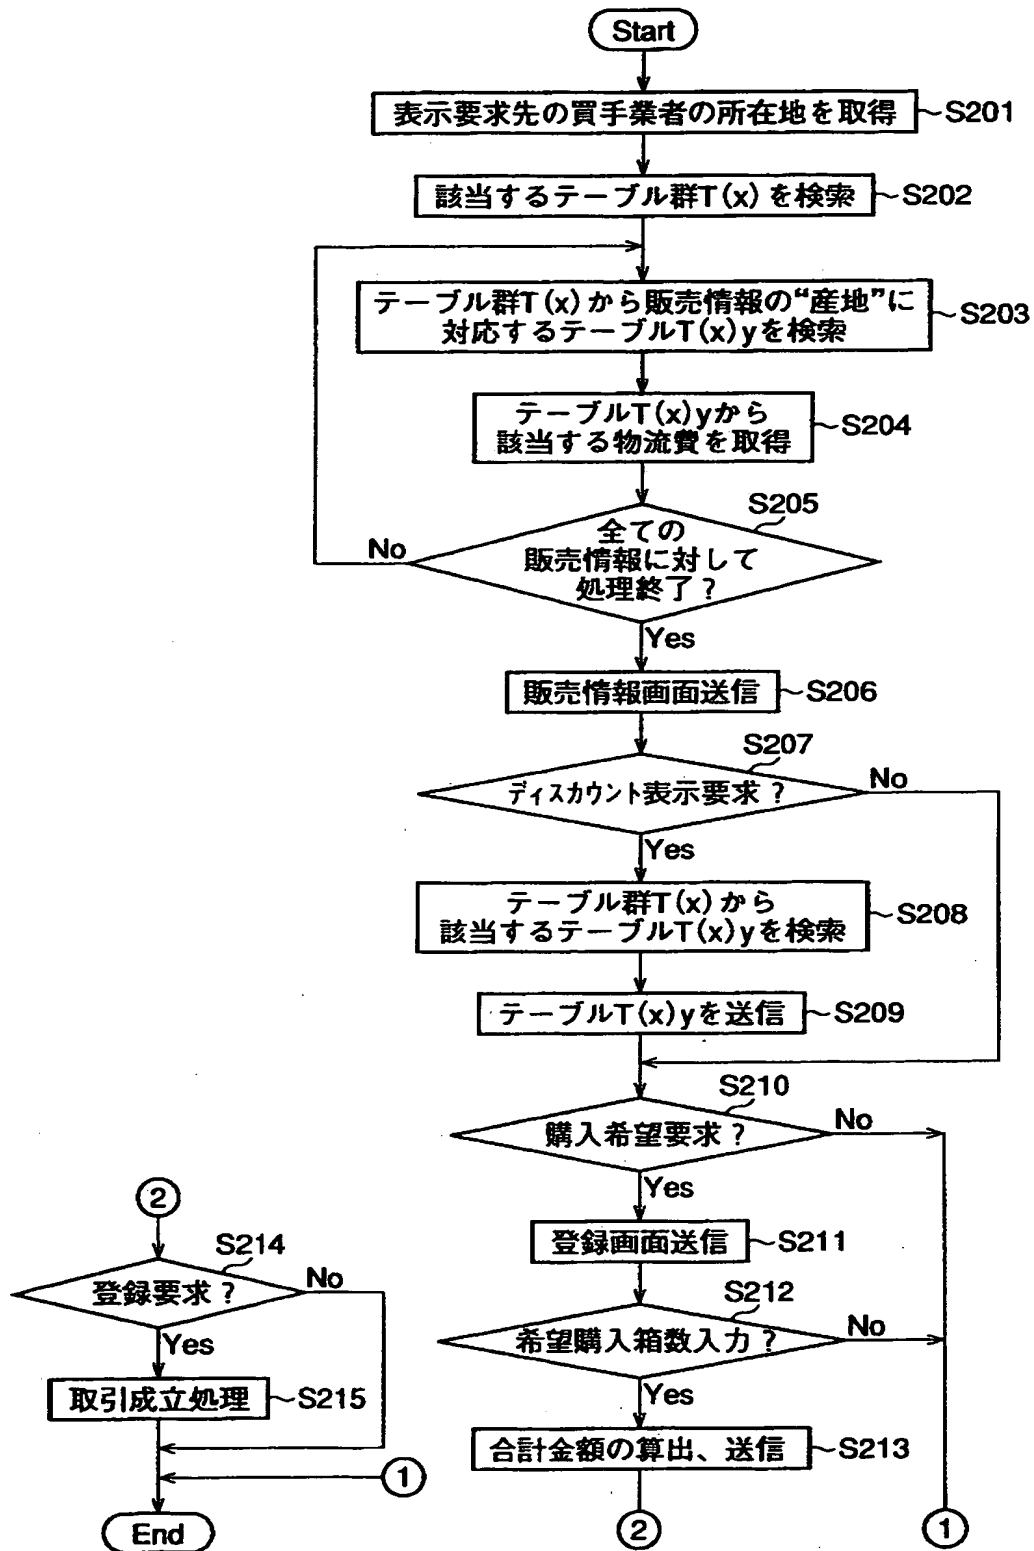 Start
表示要求先の買手業者の所在地を取得
S201
該当するテーブル群T(x)を検索
S202
テーブル群T(x)から販売情報の“産地”に
対応するテーブルT(x)yを検索
S203
テーブルT(x)yから
該当する物流費を取得
S204
S205
全ての
販売情報に対して
処理終了?
No
Yes
販売情報画面送信
S206
S207
ディスカウント表示要求?
No
Yes
テーブル群T(x)から
該当するテーブルT(x)yを検索
S208
テーブルT(x)yを送信
S209
S210
購入希望要求?
No
Yes
登録画面送信
S211
S212
希望購入箱数入力?
No
Yes
合計金額の算出、送信
S213
2
1
2
S214
登録要求?
No
Yes
取引成立処理
S215
1
End